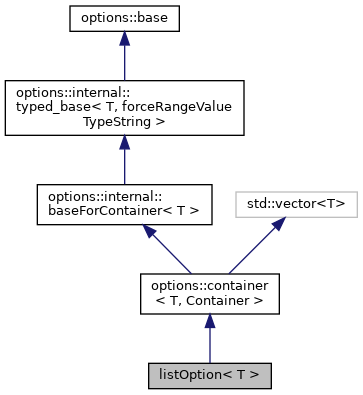 options::base
options::internal::
typed_base< T, forceRangeValue
TypeString >
options::internal::
baseForContainer< T >
std::vector<T>
options::container
< T, Container >
listOption< T >